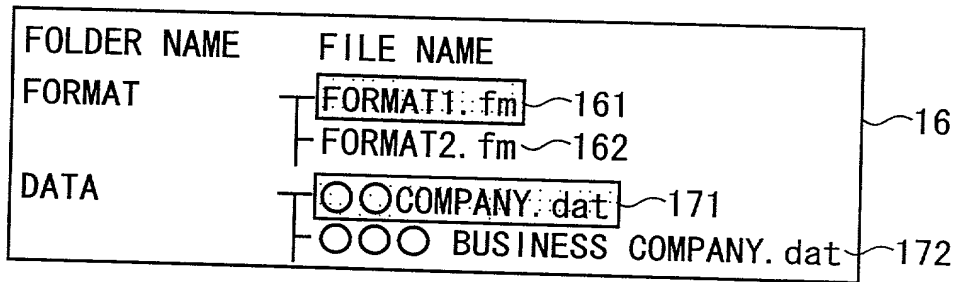 FOLDER NAME FILE NAME
FORMAT FORMAT1.fm 161
16
FORMAT2.fm 162
DATA ○○COMPANY.dat 171
○○○ BUSINESS COMPANY.dat 172